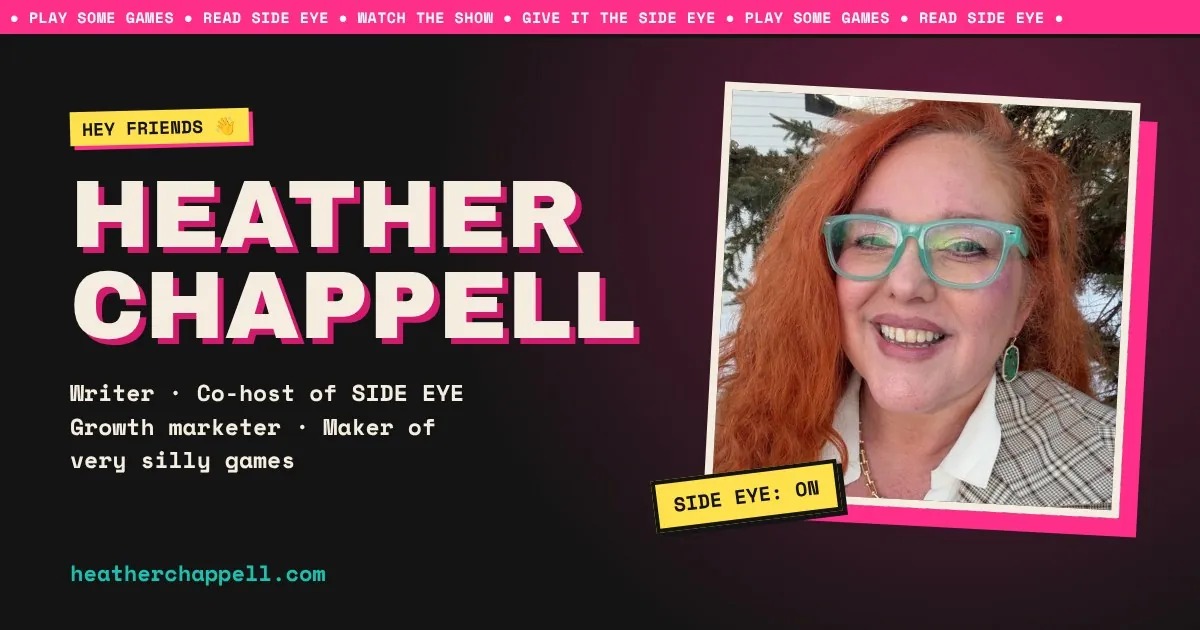 ● PLAY SOME GAMES ● READ SIDE EYE ● WATCH THE SHOW ● GIVE IT THE SIDE EYE ● PLAY SOME GAMES ● READ SIDE EYE ●
HEY FRIENDS 👋
HEATHER
CHAPPELL
Writer · Co-host of SIDE EYE
Growth marketer · Maker of
very silly games
SIDE EYE: ON
heatherchappell.com